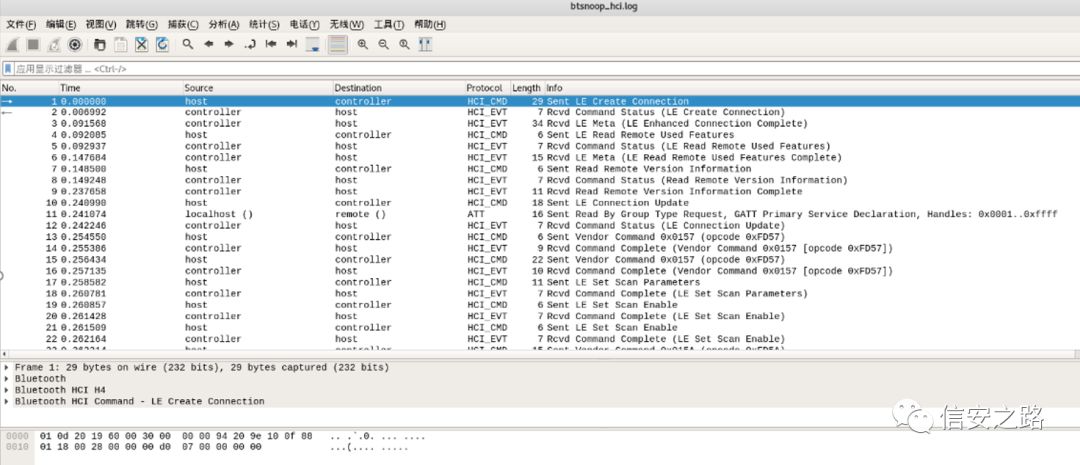 btsnoop_hci.log
文件(F) 编辑(E) 视图(V) 跳转(G) 捕获(C) 分析(A) 统计(S) 电话(Y) 无线(W) 工具(T) 帮助(H)
应用显示过滤器 … <Ctrl-/>
No. Time Source Destination Protocol Length Info
1 0.000000 host controller HCI_CMD 29 Sent LE Create Connection
2 0.006992 controller host HCI_EVT 7 Rcvd Command Status (LE Create Connection)
3 0.091568 controller host HCI_EVT 34 Rcvd LE Meta (LE Enhanced Connection Complete)
4 0.092085 host controller HCI_CMD 6 Sent LE Read Remote Used Features
5 0.092937 controller host HCI_EVT 7 Rcvd Command Status (LE Read Remote Used Features)
6 0.147684 controller host HCI_EVT 15 Rcvd LE Meta (LE Read Remote Used Features Complete)
7 0.148500 host controller HCI_CMD 6 Sent Read Remote Version Information
8 0.149248 controller host HCI_EVT 7 Rcvd Command Status (Read Remote Version Information)
9 0.237658 controller host HCI_EVT 11 Rcvd Read Remote Version Information Complete
10 0.240990 host controller HCI_CMD 18 Sent LE Connection Update
11 0.241074 localhost () remote () ATT 16 Sent Read By Group Type Request, GATT Primary Service Declaration, Handles: 0x0001..0xffff
12 0.242246 controller host HCI_EVT 7 Rcvd Command Status (LE Connection Update)
13 0.254550 host controller HCI_CMD 6 Sent Vendor Command 0x0157 (opcode 0xFD57)
14 0.255386 controller host HCI_EVT 9 Rcvd Command Complete (Vendor Command 0x0157 [opcode 0xFD57])
15 0.256434 host controller HCI_CMD 22 Sent Vendor Command 0x0157 (opcode 0xFD57)
16 0.257135 controller host HCI_EVT 10 Rcvd Command Complete (Vendor Command 0x0157 [opcode 0xFD57])
17 0.258582 host controller HCI_CMD 11 Sent LE Set Scan Parameters
18 0.260781 controller host HCI_EVT 7 Rcvd Command Complete (LE Set Scan Parameters)
19 0.260857 host controller HCI_CMD 6 Sent LE Set Scan Enable
20 0.261428 controller host HCI_EVT 7 Rcvd Command Complete (LE Set Scan Enable)
21 0.261509 host controller HCI_CMD 6 Sent LE Set Scan Enable
22 0.262164 controller host HCI_EVT 7 Rcvd Command Complete (LE Set Scan Enable)
Frame 1: 29 bytes on wire (232 bits), 29 bytes captured (232 bits)
Bluetooth
Bluetooth HCI H4
Bluetooth HCI Command - LE Create Connection
0000 01 0d 20 19 60 00 30 00 00 00 94 20 9e 10 0f 88 .. .`.0. ... ....
0010 01 18 00 28 00 00 00 d0 07 00 00 00 00 ...(.... .....
信安之路